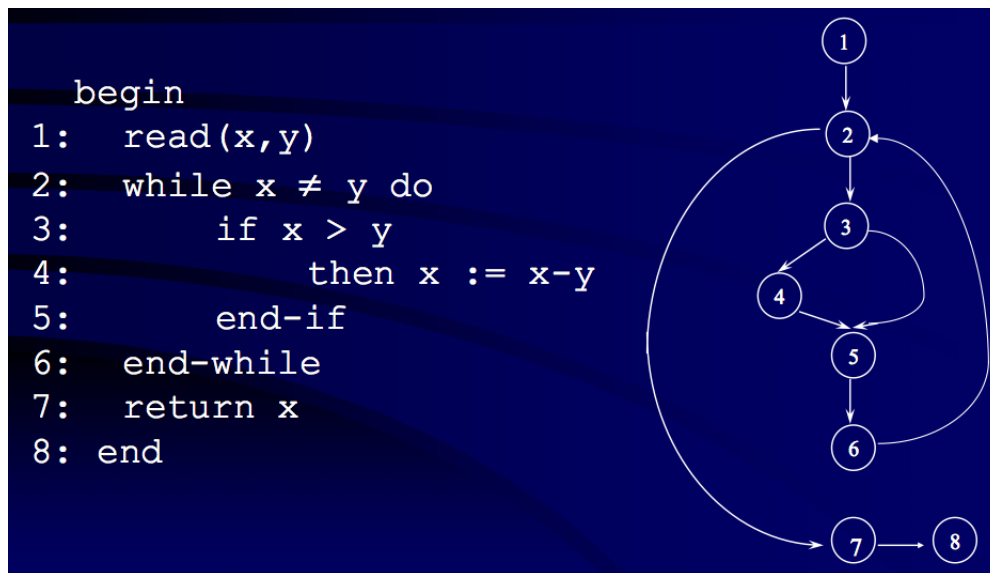 begin
1: read(x,y)
2: while x ≠ y do
3: if x > y
4: then x := x-y
5: end-if
6: end-while
7: return x
8: end
1
2
3
4
5
6
7
8